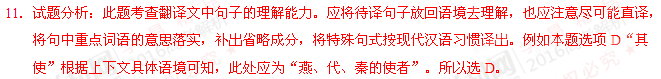 11. 试题分析：此题考查翻译文中句子的理解能力。应将待译句子放回语境去理解，也应注意尽可能直译，
将句中重点词语的意思落实，补出省略成分，将特殊句式按现代汉语习惯译出。例如本题选项 D“其
使”根据上下文具体语境可知，此处应为“燕、代、秦的使者”。所以选 D。